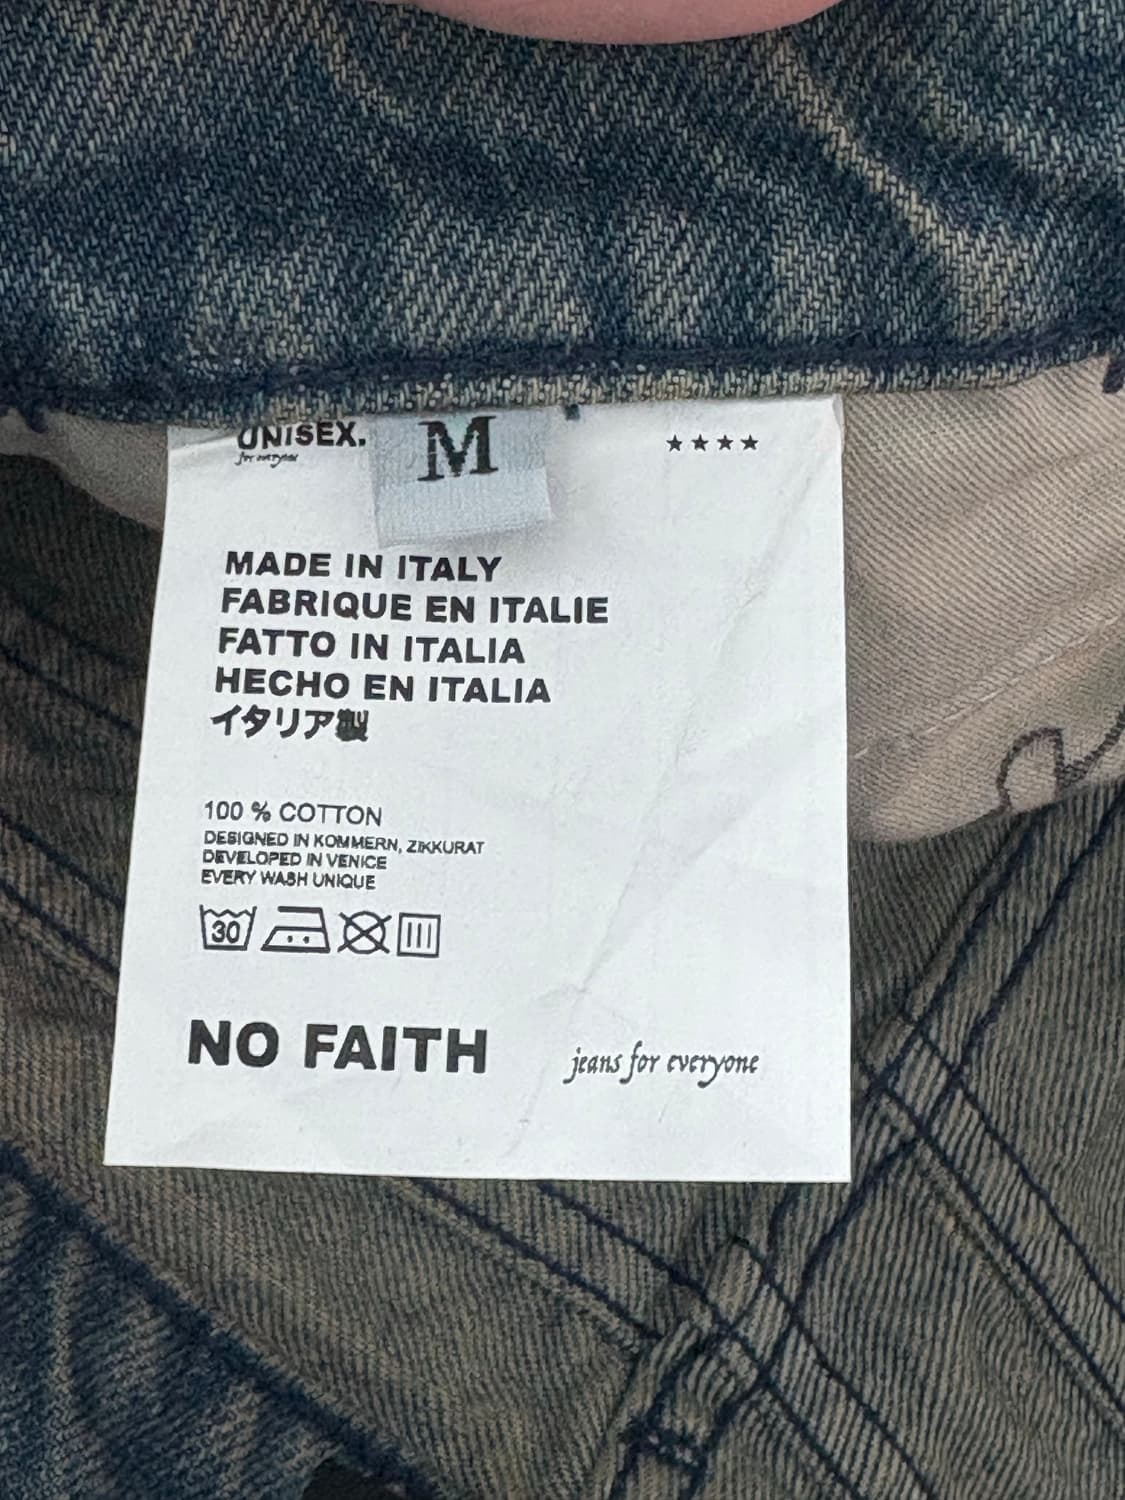 UNISEX.
for everyone
M
★★★★
MADE IN ITALY
FABRIQUE EN ITALIE
FATTO IN ITALIA
HECHO EN ITALIA
イタリア製
100 % COTTON
DESIGNED IN KOMMERN, ZIKKURAT
DEVELOPED IN VENICE
EVERY WASH UNIQUE
30
NO FAITH
jeans for everyone